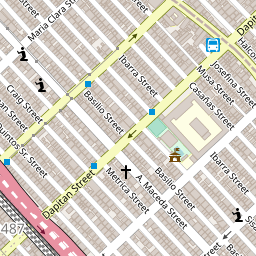 Maria Clara Street
Dapitan
Halcon
Ibarra Street
Josefina Street
Musa Street
Casañas Street
Craig Street
Basilio Street
Quintos Sr. Street
Ibarra Street
Dapitan Street
Metrica Street
A. Maceda Street
Basilio Street
487